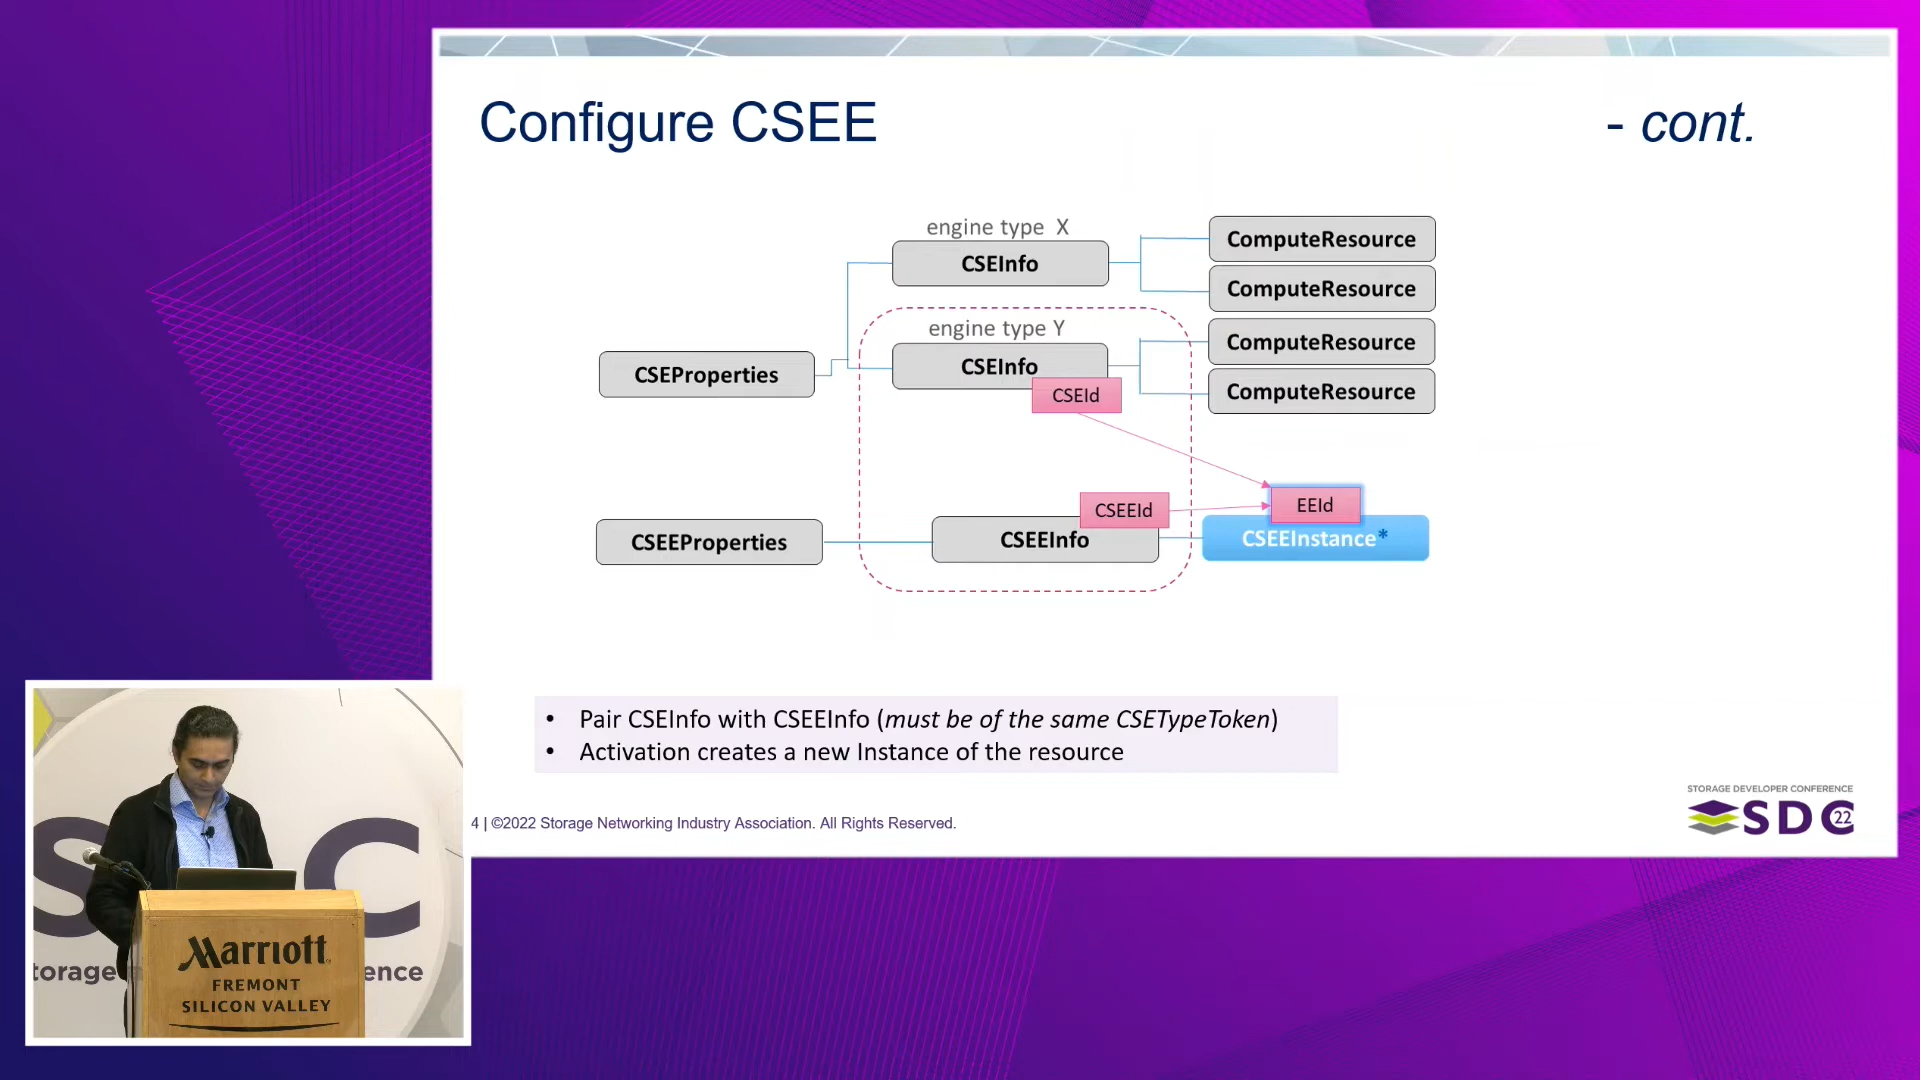 Configure CSEE - cont.
engine type X
CSEInfo
ComputeResource
ComputeResource
engine type Y
CSEInfo
CSEId
ComputeResource
ComputeResource
CSEProperties
CSEEProperties
CSEEId
CSEEInfo
EEId
CSEEInstance*
• Pair CSEInfo with CSEEInfo (must be of the same CSETypeToken)
• Activation creates a new Instance of the resource
4 | ©2022 Storage Networking Industry Association. All Rights Reserved.
STORAGE DEVELOPER CONFERENCE
SDC 22
S C
torage ence
Marriott
FREMONT
SILICON VALLEY